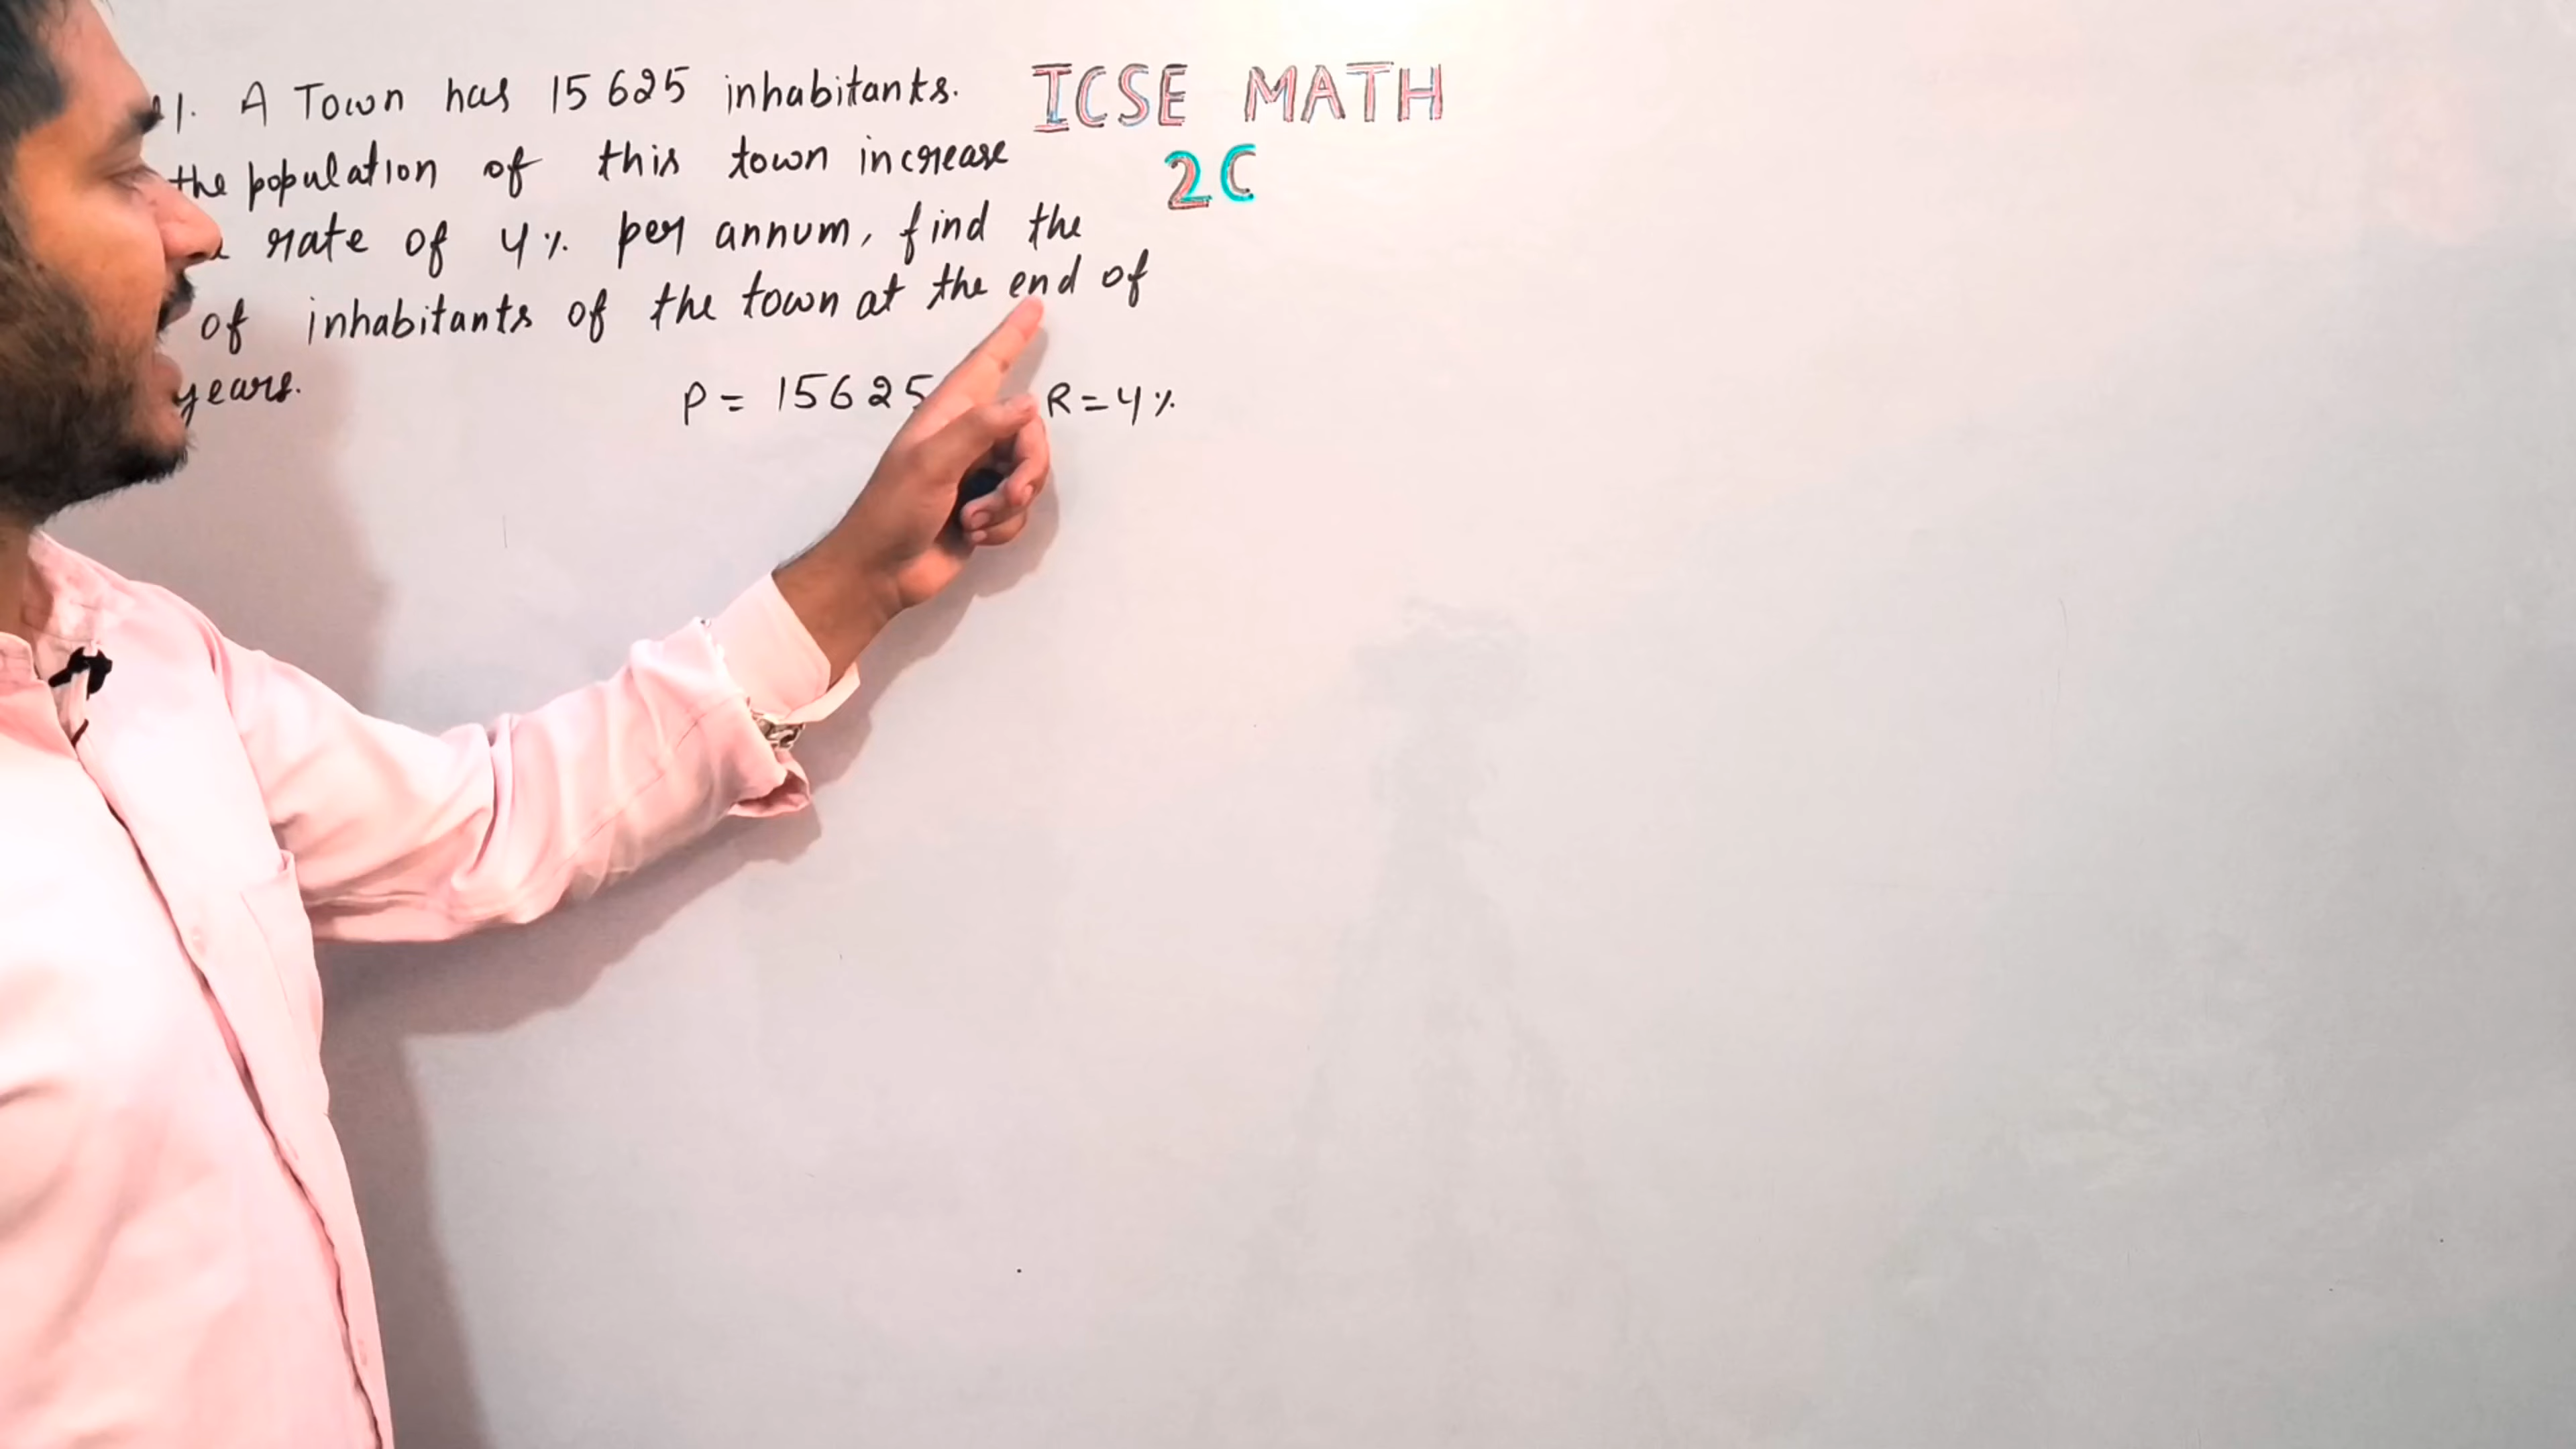 1. A Town has 15625 inhabitants.
the population of this town increase
rate of 4% per annum, find the
of inhabitants of the town at the end of
years.
P = 15625 R=4%
ICSE MATH
2C